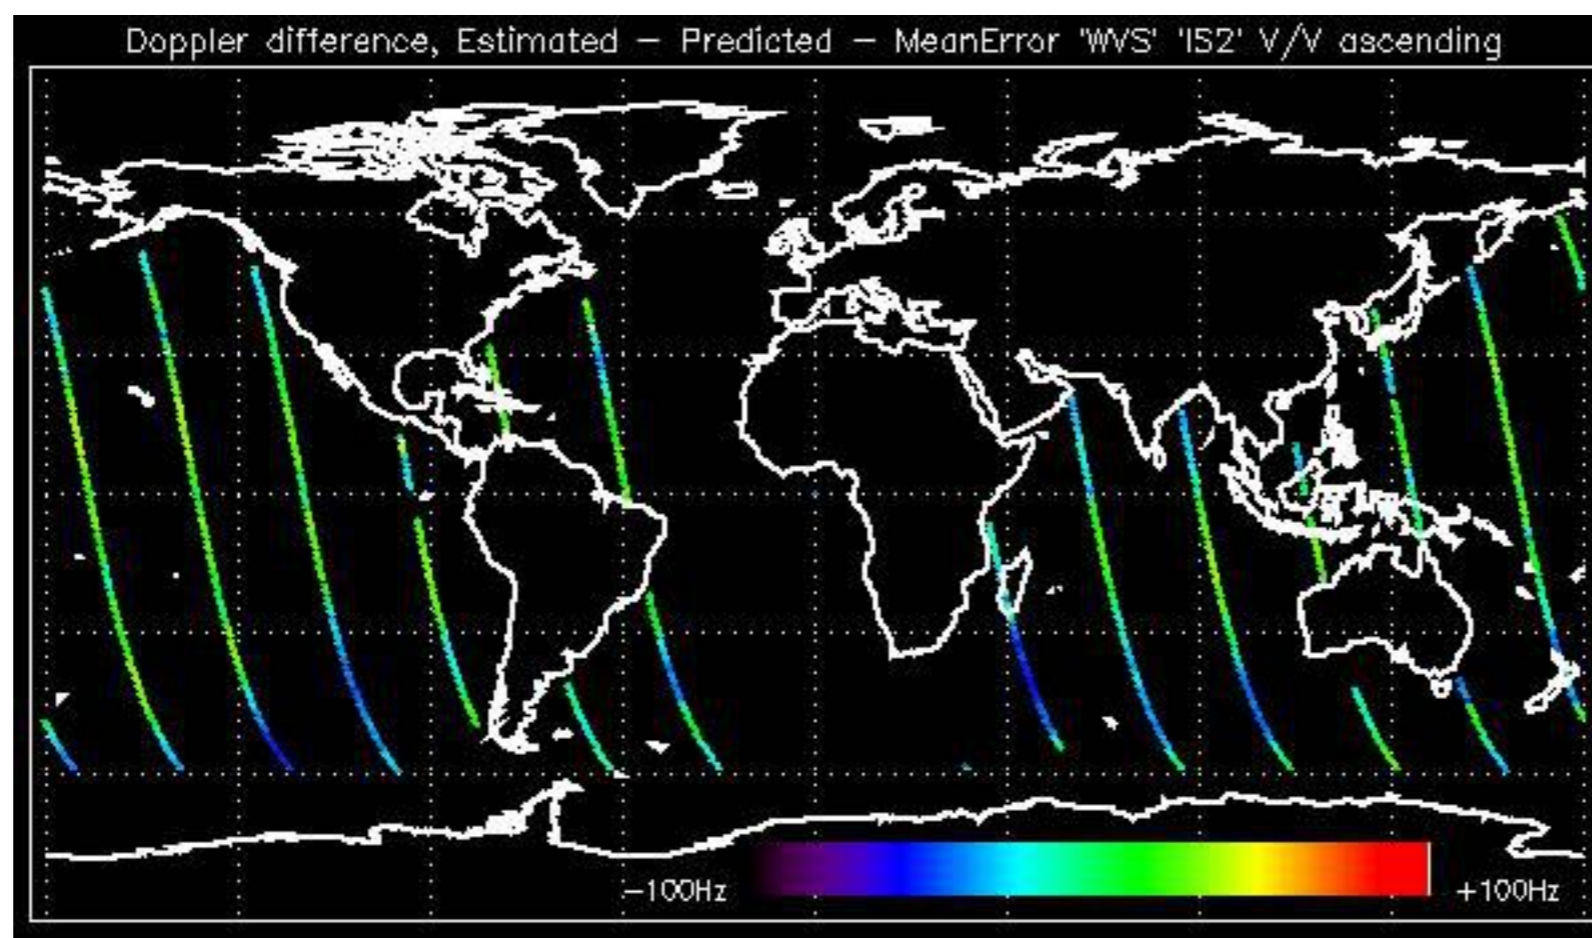 Doppler difference, Estimated – Predicted – MeanError 'WVS' 'IS2' V/V ascending
–100Hz +100Hz